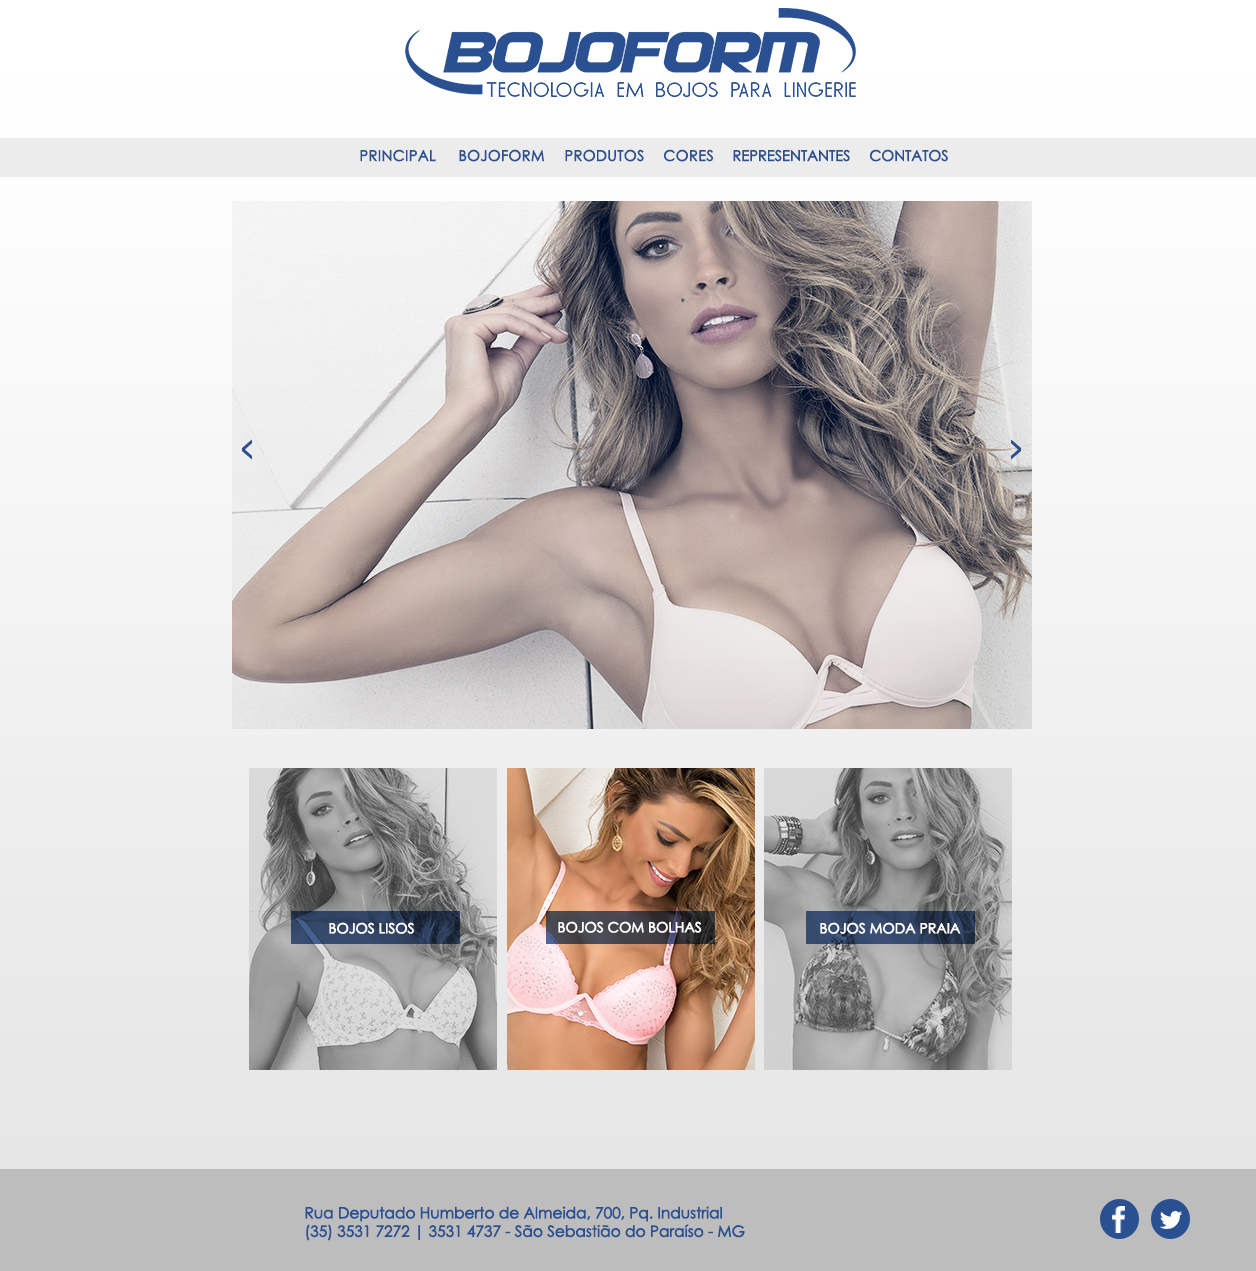 BOJOFORM
TECNOLOGIA EM BOJOS PARA LINGERIE
PRINCIPAL BOJOFORM PRODUTOS CORES REPRESENTANTES CONTATOS
BOJOS LISOS
BOJOS COM BOLHAS
BOJOS MODA PRAIA
Rua Deputado Humberto de Almeida, 700, Pq. Industrial
(35) 3531 7272 | 3531 4737 - São Sebastião do Paraíso - MG